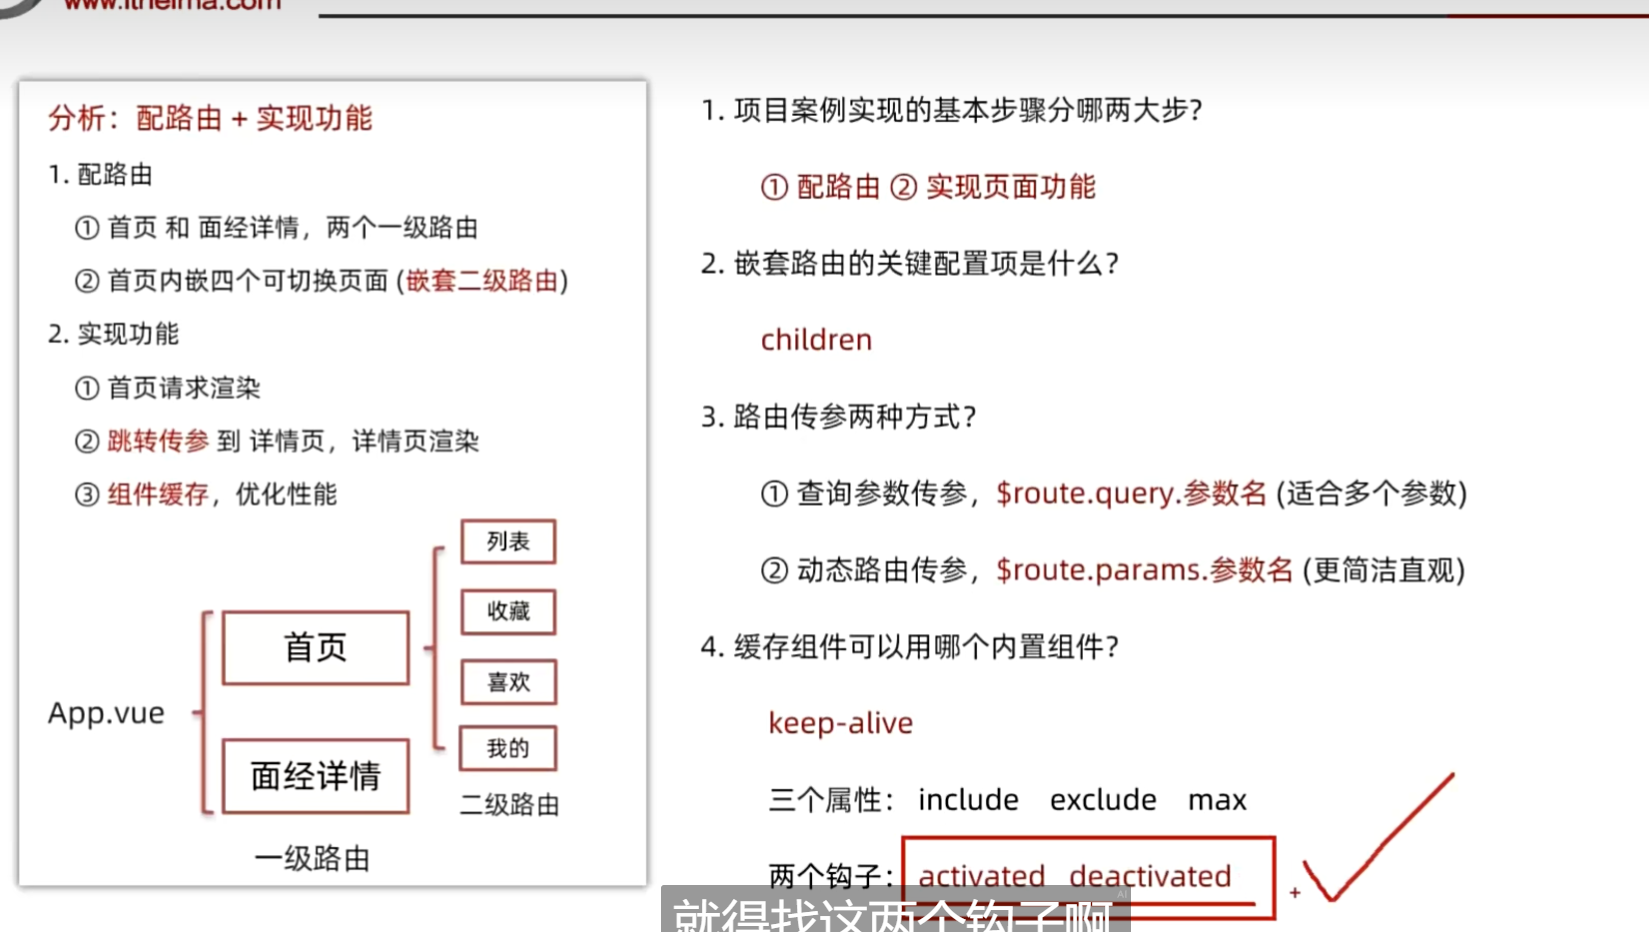 www.itheima.com
分析：配路由 + 实现功能
1. 配路由
① 首页 和 面经详情，两个一级路由
② 首页内嵌四个可切换页面 (嵌套二级路由)
2. 实现功能
① 首页请求渲染
② 跳转传参 到 详情页，详情页渲染
③ 组件缓存，优化性能
列表
收藏
首页
喜欢
App.vue
我的
面经详情
二级路由
一级路由
1. 项目案例实现的基本步骤分哪两大步？
① 配路由 ② 实现页面功能
2. 嵌套路由的关键配置项是什么？
children
3. 路由传参两种方式？
① 查询参数传参，$route.query.参数名 (适合多个参数)
② 动态路由传参，$route.params.参数名 (更简洁直观)
4. 缓存组件可以用哪个内置组件？
keep-alive
三个属性： include exclude max
两个钩子： activated deactivated
AI
就得找这两个钩子啊